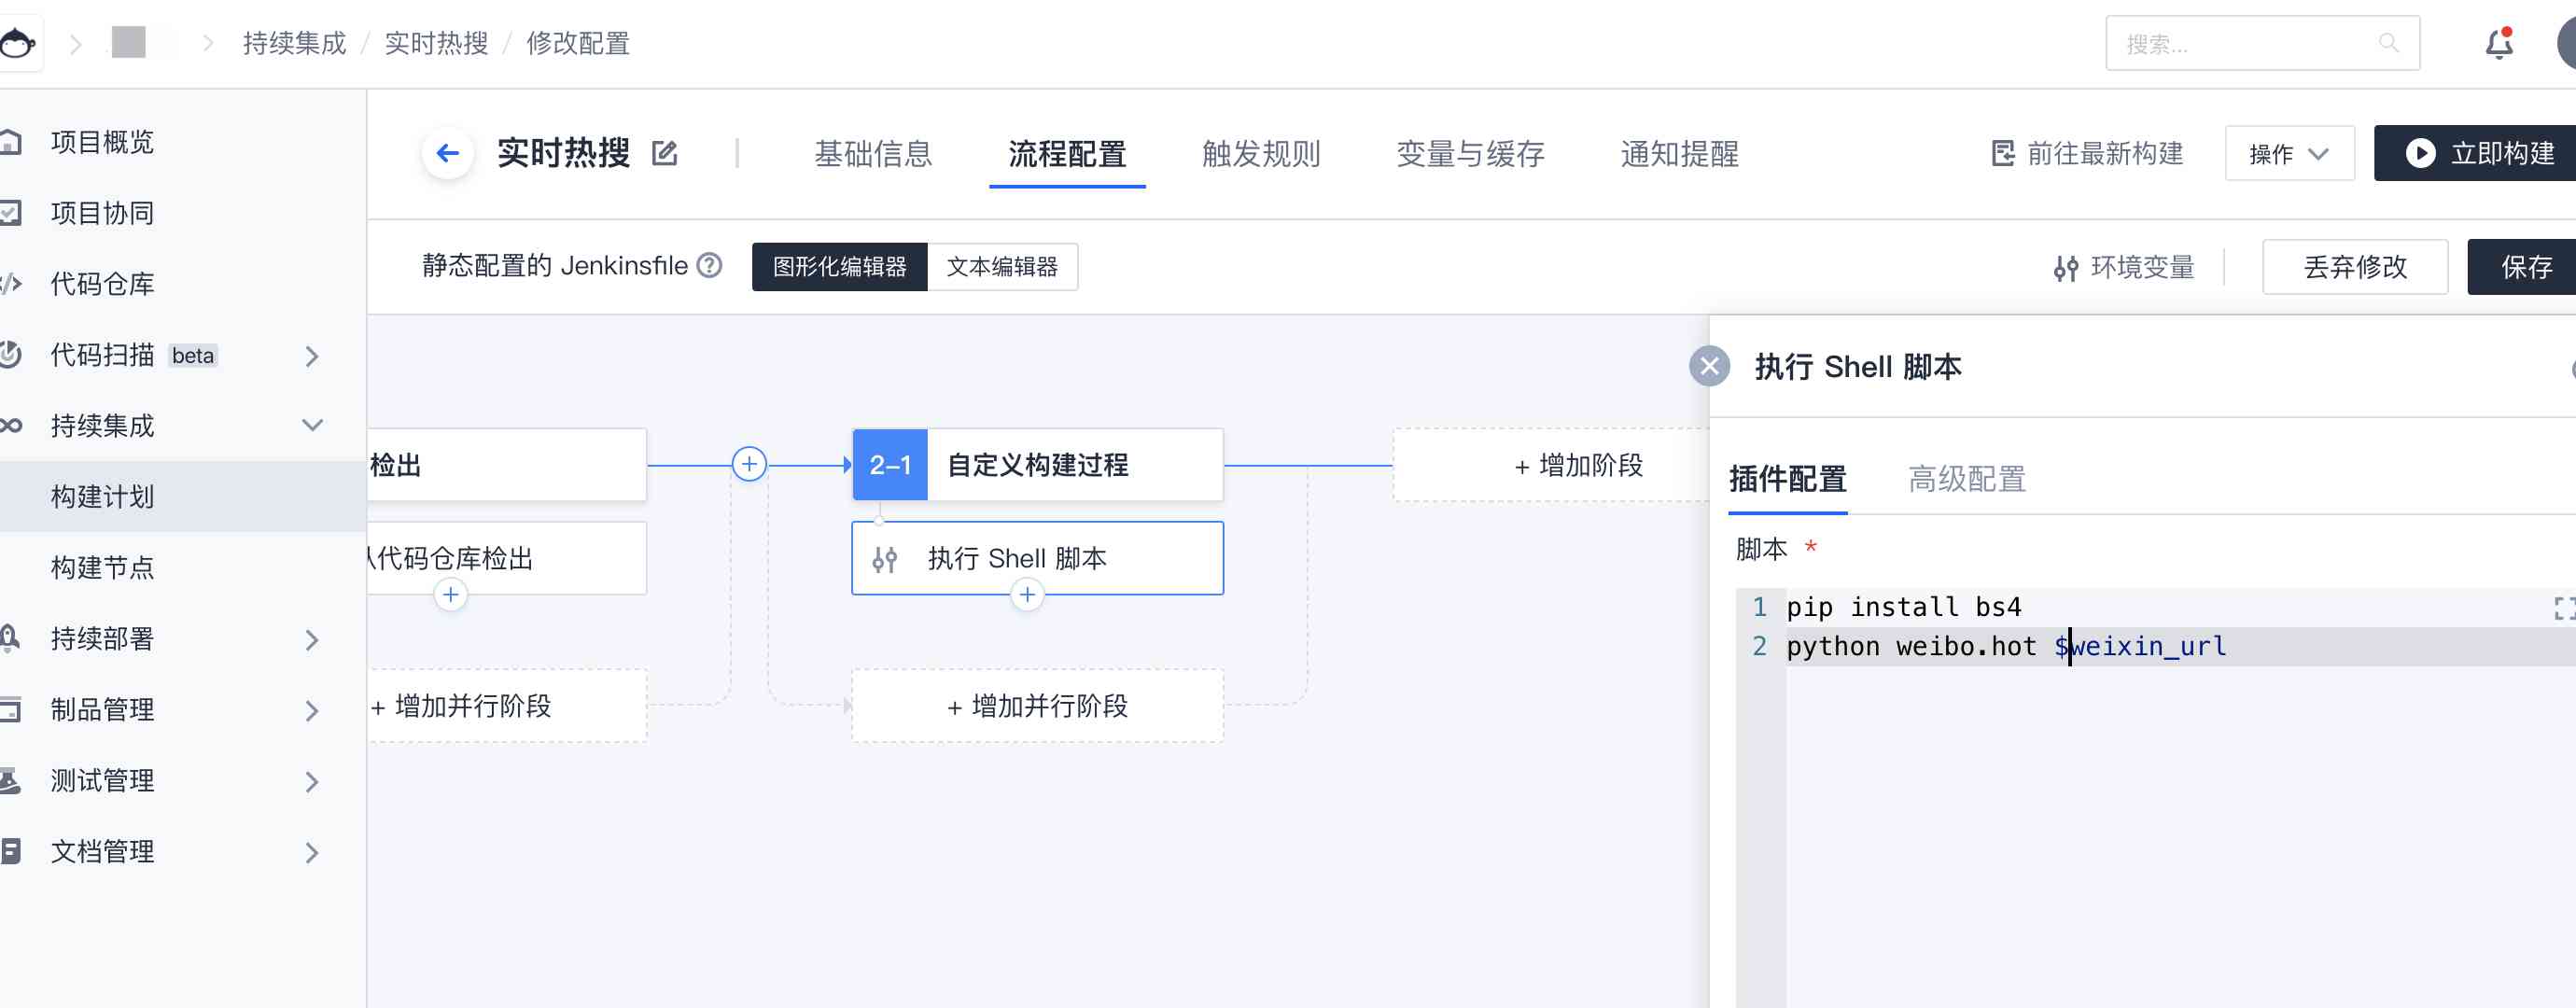 持续集成 / 实时热搜 / 修改配置
搜索...
项目概览
项目协同
代码仓库
代码扫描 beta
持续集成
构建计划
构建节点
持续部署
制品管理
测试管理
文档管理
实时热搜
基础信息
流程配置
触发规则
变量与缓存
通知提醒
前往最新构建
操作
立即构建
静态配置的 Jenkinsfile
图形化编辑器
文本编辑器
环境变量
丢弃修改
保存
检出
代码仓库检出
+ 增加并行阶段
2-1 自定义构建过程
执行 Shell 脚本
+ 增加并行阶段
+ 增加阶段
执行 Shell 脚本
插件配置
高级配置
脚本 *
1 pip install bs4
2 python weibo.hot $weixin_url